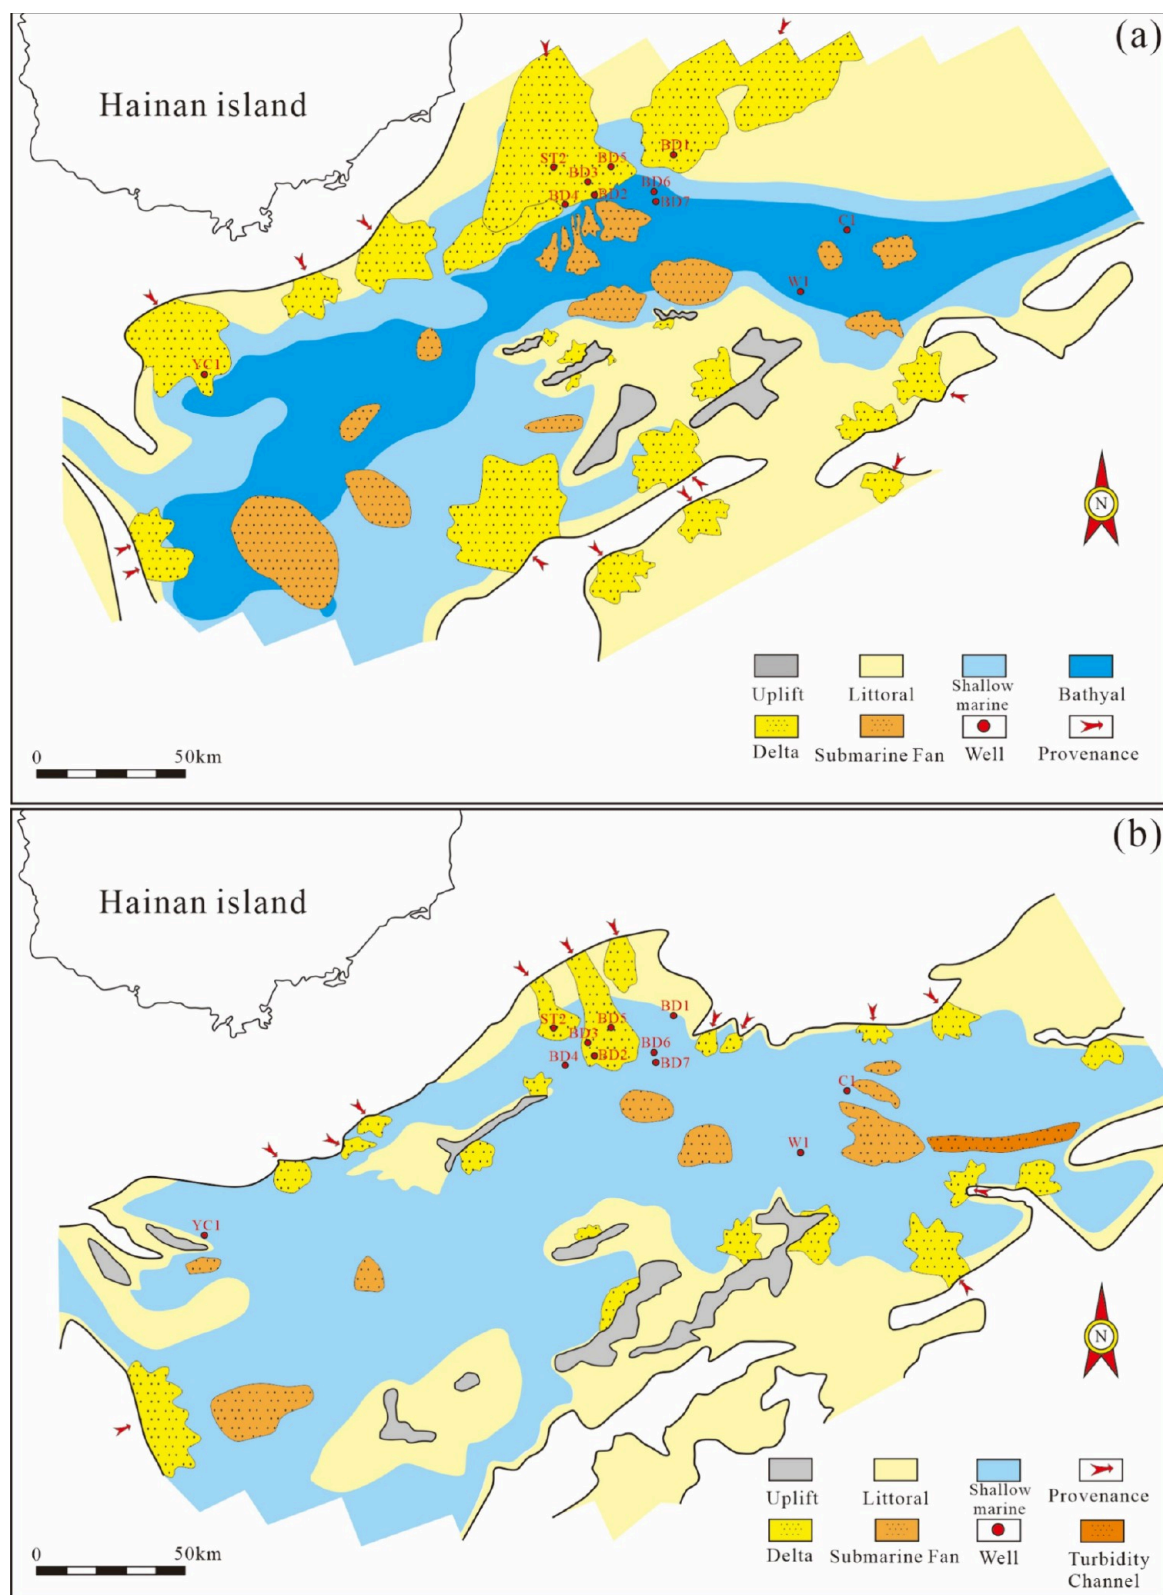 (a)
Hainan island
ST2
BD5
BD1
BD3
BD6
BD4
BD2
BD7
C1
W1
YC1
N
Uplift
Littoral
Shallow
marine
Bathyal
Delta
Submarine Fan
Well
Provenance
0 50km
(b)
Hainan island
BD1
ST2
BD5
BD3
BD6
BD4
BD2
BD7
C1
W1
YC1
N
Uplift
Littoral
Shallow
marine
Provenance
Delta
Submarine Fan
Well
Turbidity
Channel
0 50km